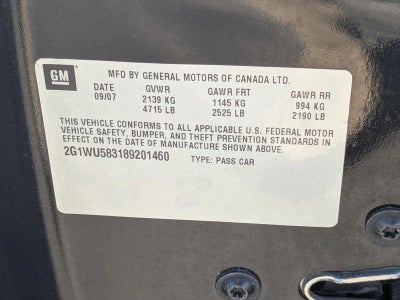 GM MFD BY GENERAL MOTORS OF CANADA LTD.
DATE GVWR GAWR FRT GAWR RR
09/07 2139 KG 1145 KG 994 KG
4715 LB 2525 LB 2190 LB
THIS VEHICLE CONFORMS TO ALL APPLICABLE U.S. FEDERAL MOTOR
VEHICLE SAFETY, BUMPER, AND THEFT PREVENTION STANDARDS IN
EFFECT ON THE DATE OF MANUFACTURE SHOWN ABOVE.
2G1WU583189201460 TYPE: PASS CAR